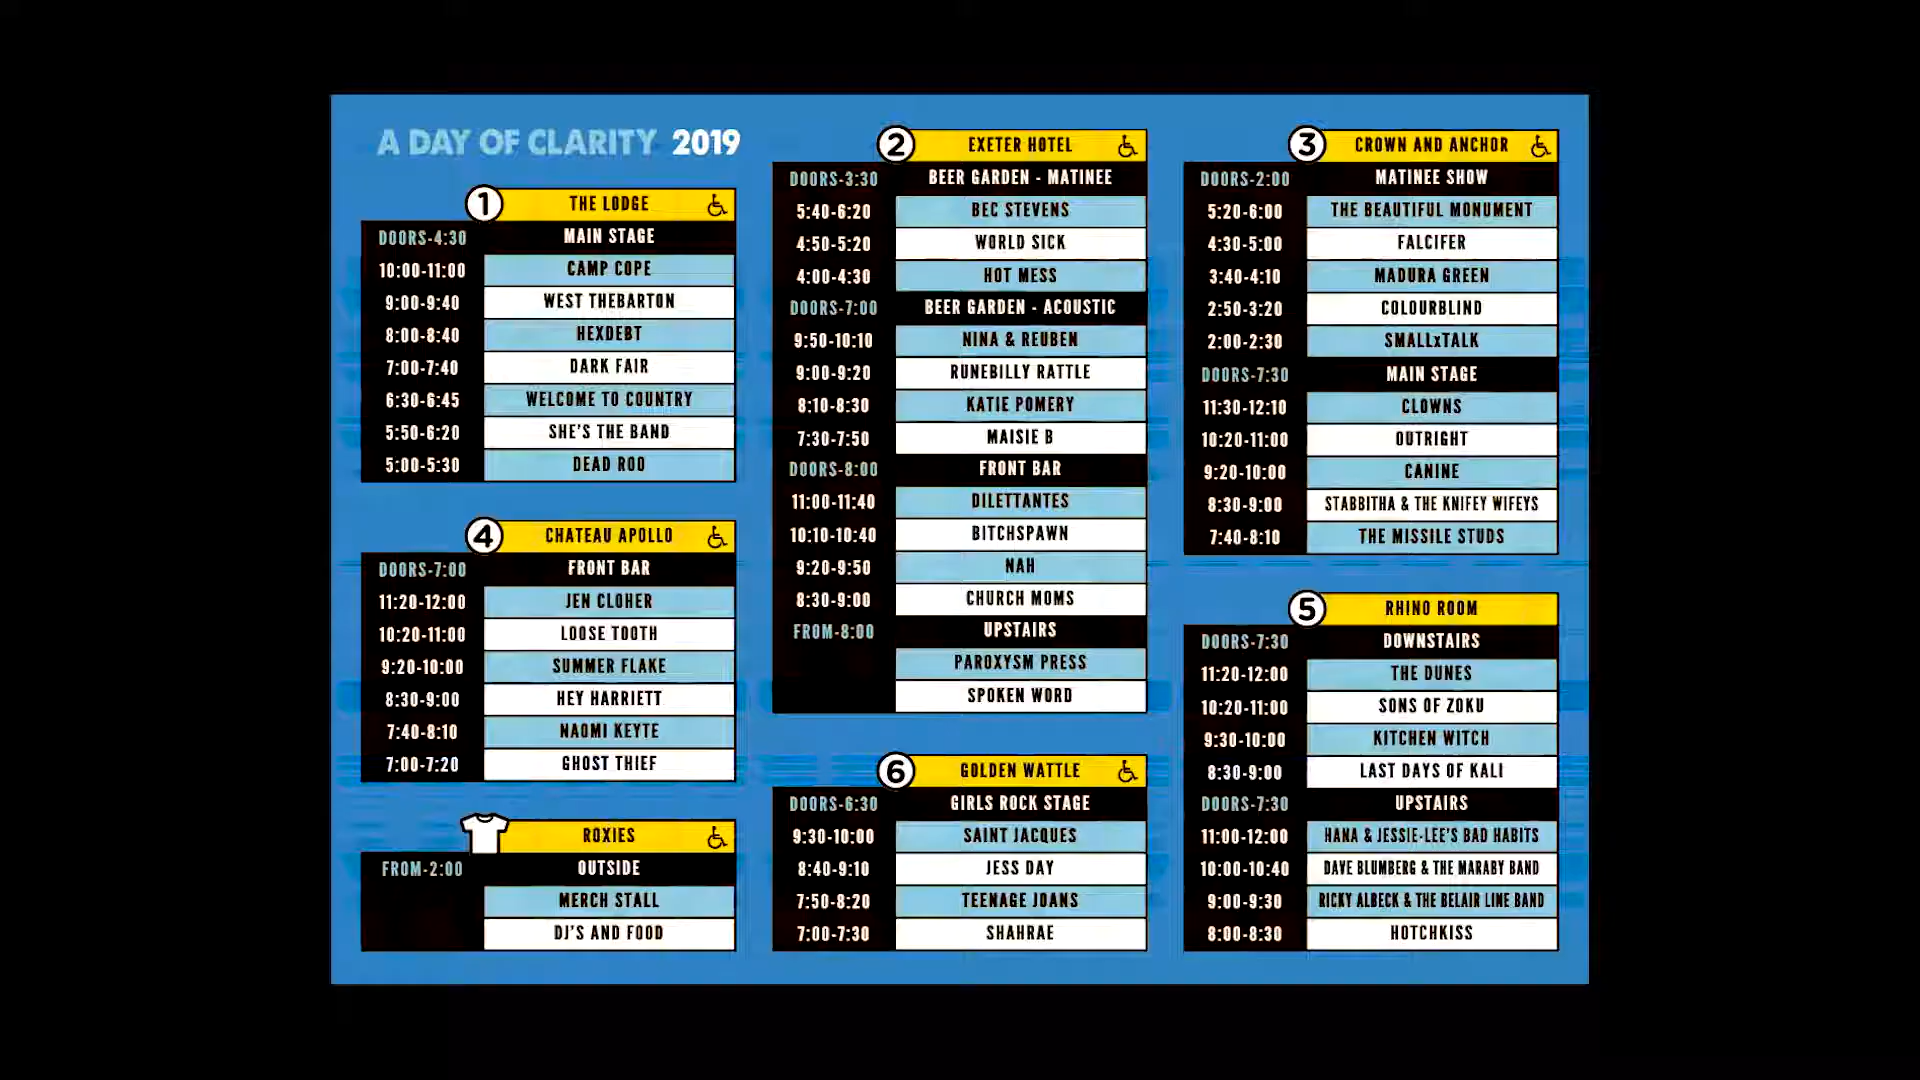 A DAY OF CLARITY 2019
1 THE LODGE
DOORS-4:30 MAIN STAGE
10:00-11:00 CAMP COPE
9:00-9:40 WEST THEBARTON
8:00-8:40 HEXDEBT
7:00-7:40 DARK FAIR
6:30-6:45 WELCOME TO COUNTRY
5:50-6:20 SHE'S THE BAND
5:00-5:30 DEAD ROO
4 CHATEAU APOLLO
DOORS-7:00 FRONT BAR
11:20-12:00 JEN CLOHER
10:20-11:00 LOOSE TOOTH
9:20-10:00 SUMMER FLAKE
8:30-9:00 HEY HARRIETT
7:40-8:10 NAOMI KEYTE
7:00-7:20 GHOST THIEF
ROXIES
FROM-2:00 OUTSIDE
MERCH STALL
DJ'S AND FOOD
2 EXETER HOTEL
DOORS-3:30 BEER GARDEN - MATINEE
5:40-6:20 BEC STEVENS
4:50-5:20 WORLD SICK
4:00-4:30 HOT MESS
DOORS-7:00 BEER GARDEN - ACOUSTIC
9:50-10:10 NINA & REUBEN
9:00-9:20 RUNEBILLY RATTLE
8:10-8:30 KATIE POMERY
7:30-7:50 MAISIE B
DOORS-8:00 FRONT BAR
11:00-11:40 DILETTANTES
10:10-10:40 BITCHSPAWN
9:20-9:50 NAH
8:30-9:00 CHURCH MOMS
FROM-8:00 UPSTAIRS
PAROXYSM PRESS
SPOKEN WORD
6 GOLDEN WATTLE
DOORS-6:30 GIRLS ROCK STAGE
9:30-10:00 SAINT JACQUES
8:40-9:10 JESS DAY
7:50-8:20 TEENAGE JOANS
7:00-7:30 SHAHRAE
3 CROWN AND ANCHOR
DOORS-2:00 MATINEE SHOW
5:20-6:00 THE BEAUTIFUL MONUMENT
4:30-5:00 FALCIFER
3:40-4:10 MADURA GREEN
2:50-3:20 COLOURBLIND
2:00-2:30 SMALLxTALK
DOORS-7:30 MAIN STAGE
11:30-12:10 CLOWNS
10:20-11:00 OUTRIGHT
9:20-10:00 CANINE
8:30-9:00 STABBITHA & THE KNIFEY WIFEYS
7:40-8:10 THE MISSILE STUDS
5 RHINO ROOM
DOORS-7:30 DOWNSTAIRS
11:20-12:00 THE DUNES
10:20-11:00 SONS OF ZOKU
9:30-10:00 KITCHEN WITCH
8:30-9:00 LAST DAYS OF KALI
DOORS-7:30 UPSTAIRS
11:00-12:00 HANA & JESSIE-LEE'S BAD HABITS
10:00-10:40 DAVE BLUMBERG & THE MARABY BAND
9:00-9:30 RICKY ALBECK & THE BELAIR LINE BAND
8:00-8:30 HOTCHKISS